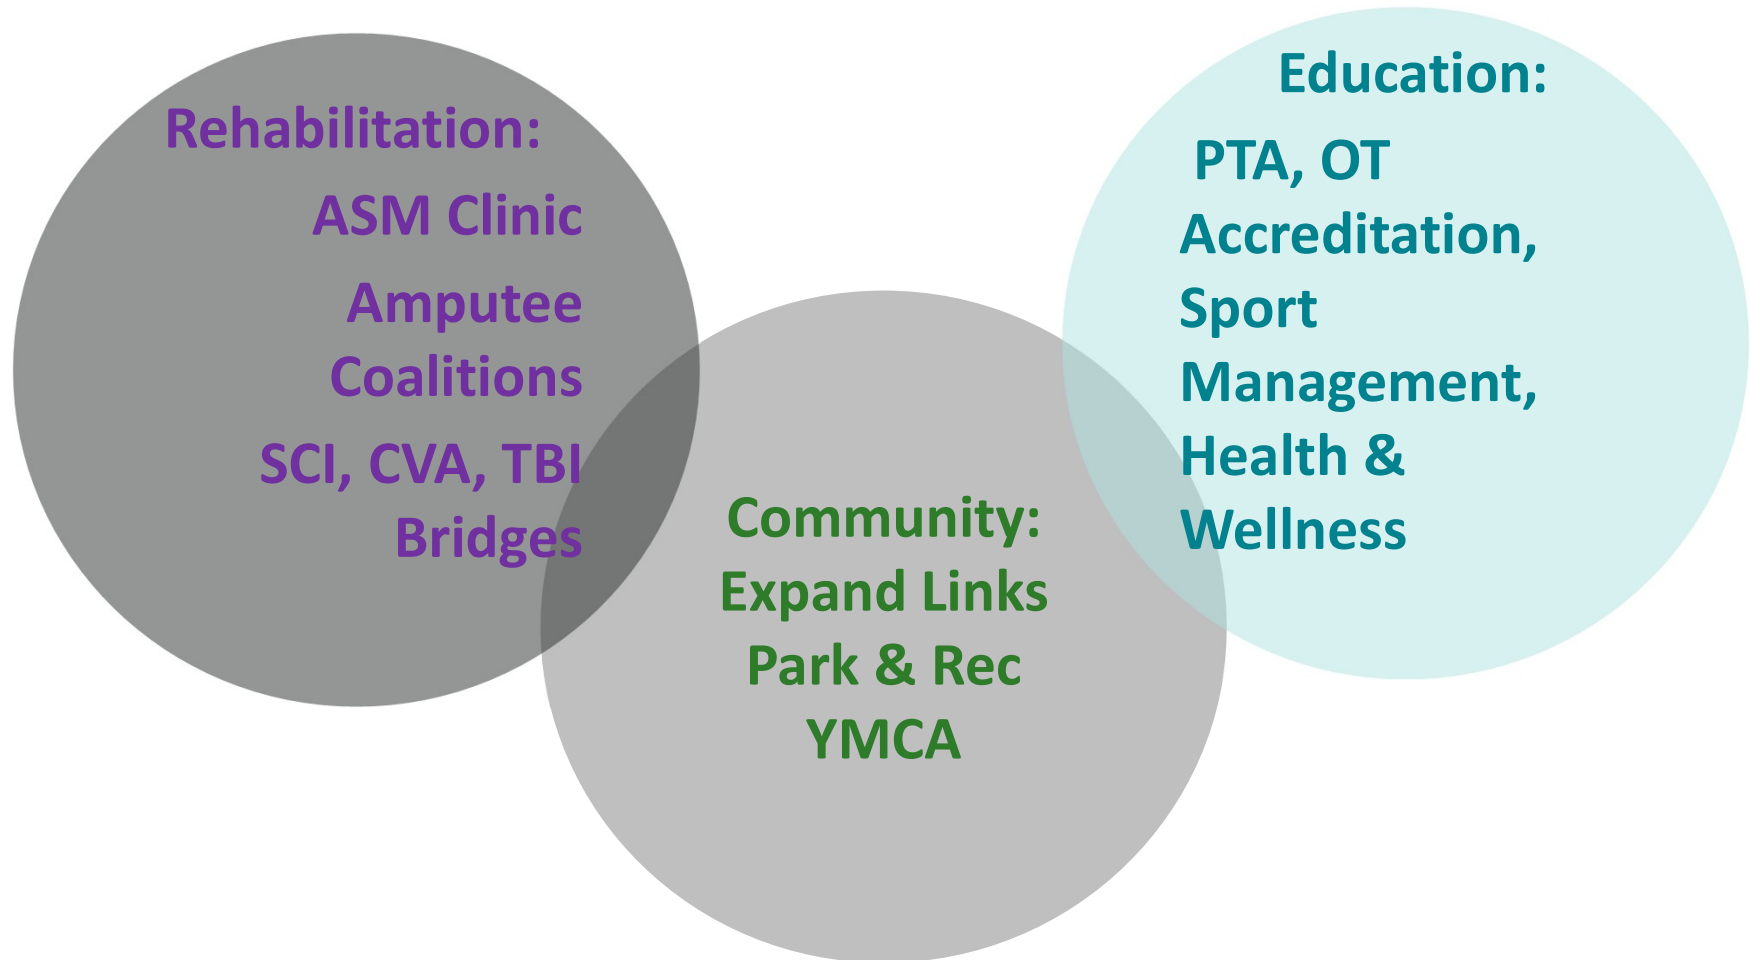 Rehabilitation:
ASM Clinic
Amputee
Coalitions
SCI, CVA, TBI
Bridges
Community:
Expand Links
Park & Rec
YMCA
Education:
PTA, OT
Accreditation,
Sport
Management,
Health &
Wellness